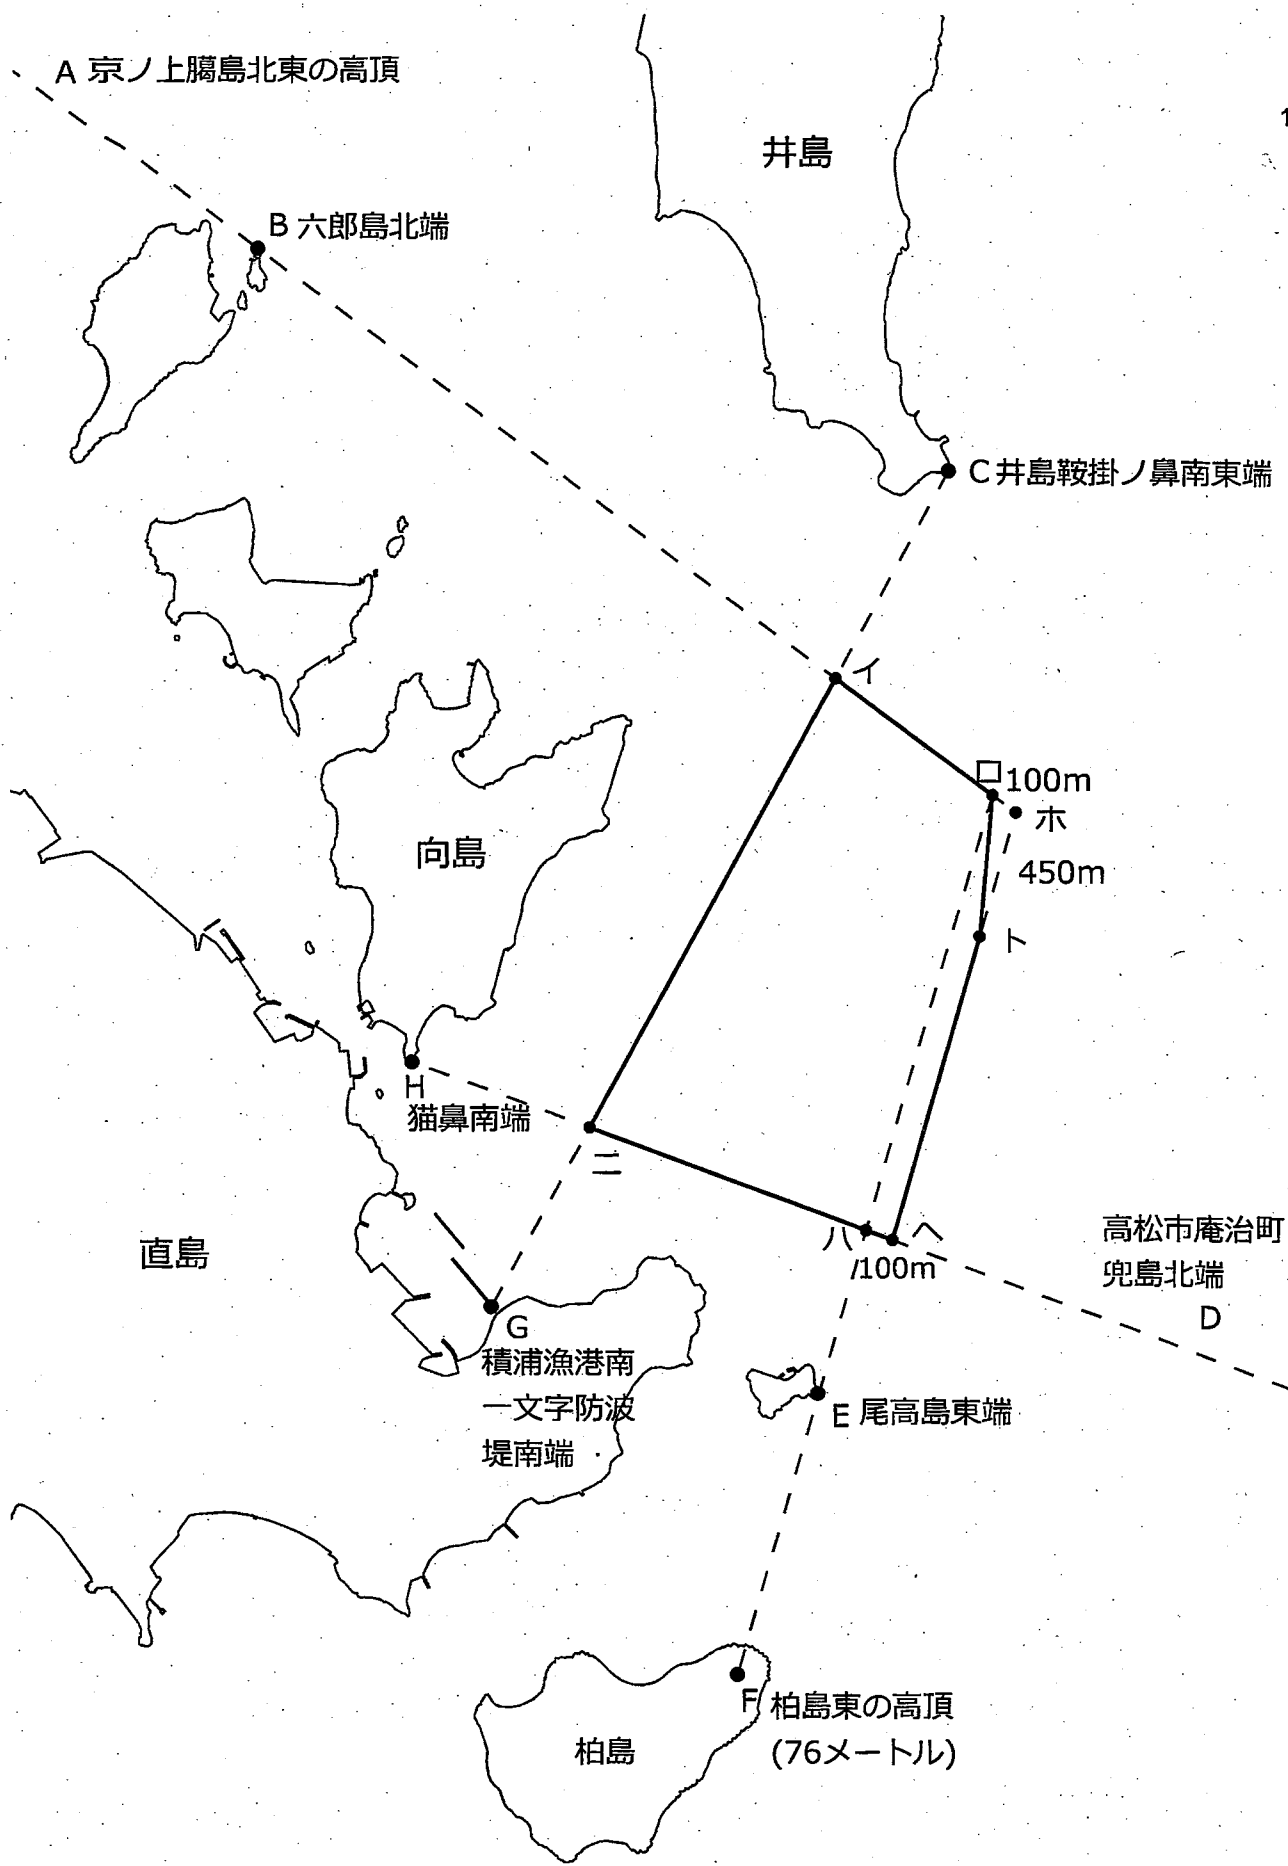 A 京ノ上臈島北東の高頂
1
井島
B 六郎島北端
C 井島鞍掛ノ鼻南東端
イ
ロ 100m
ホ
向島
450m
ト
H
猫鼻南端
ニ
ハ
ヘ
100m
高松市庵治町
兜島北端
D
直島
G
積浦漁港南
一文字防波
堤南端
E 尾高島東端
F 柏島東の高頂
(76メートル)
柏島